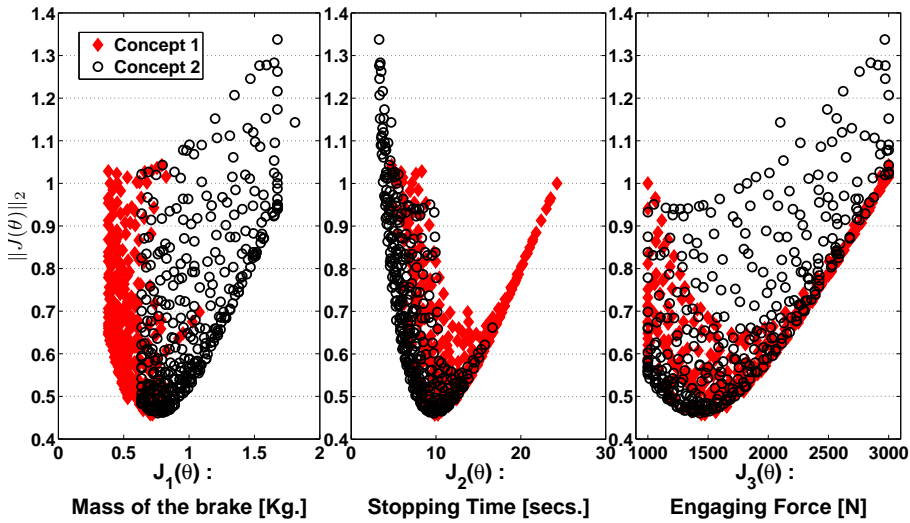 ||J(θ)||₂
1.4
1.3
1.2
1.1
1
0.9
0.8
0.7
0.6
0.5
0.4
Concept 1
Concept 2
0 0.5 1 1.5 2
J₁(θ) :
Mass of the brake [Kg.]
1.4
1.3
1.2
1.1
1
0.9
0.8
0.7
0.6
0.5
0.4
0 10 20 30
J₂(θ) :
Stopping Time [secs.]
1.4
1.3
1.2
1.1
1
0.9
0.8
0.7
0.6
0.5
0.4
1000 1500 2000 2500 3000
J₃(θ) :
Engaging Force [N]